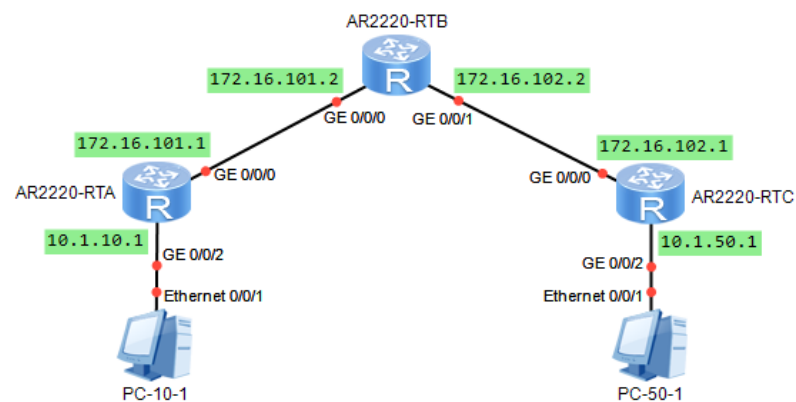 AR2220-RTB
172.16.101.2
172.16.102.2
GE 0/0/0
GE 0/0/1
172.16.101.1
172.16.102.1
GE 0/0/0
GE 0/0/0
AR2220-RTA
AR2220-RTC
R
R
R
10.1.10.1
10.1.50.1
GE 0/0/2
GE 0/0/2
Ethernet 0/0/1
Ethernet 0/0/1
PC-10-1
PC-50-1